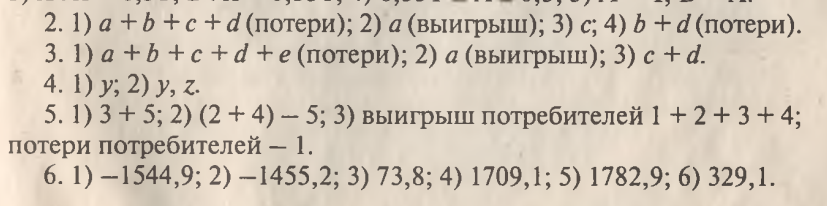 2. 1) a + b + c + d (потери); 2) a (выигрыш); 3) c; 4) b + d (потери).
3. 1) a + b + c + d + e (потери); 2) a (выигрыш); 3) c + d.
4. 1) y; 2) y, z.
5. 1) 3 + 5; 2) (2 + 4) – 5; 3) выигрыш потребителей 1 + 2 + 3 + 4;
потери потребителей – 1.
6. 1) –1544,9; 2) –1455,2; 3) 73,8; 4) 1709,1; 5) 1782,9; 6) 329,1.